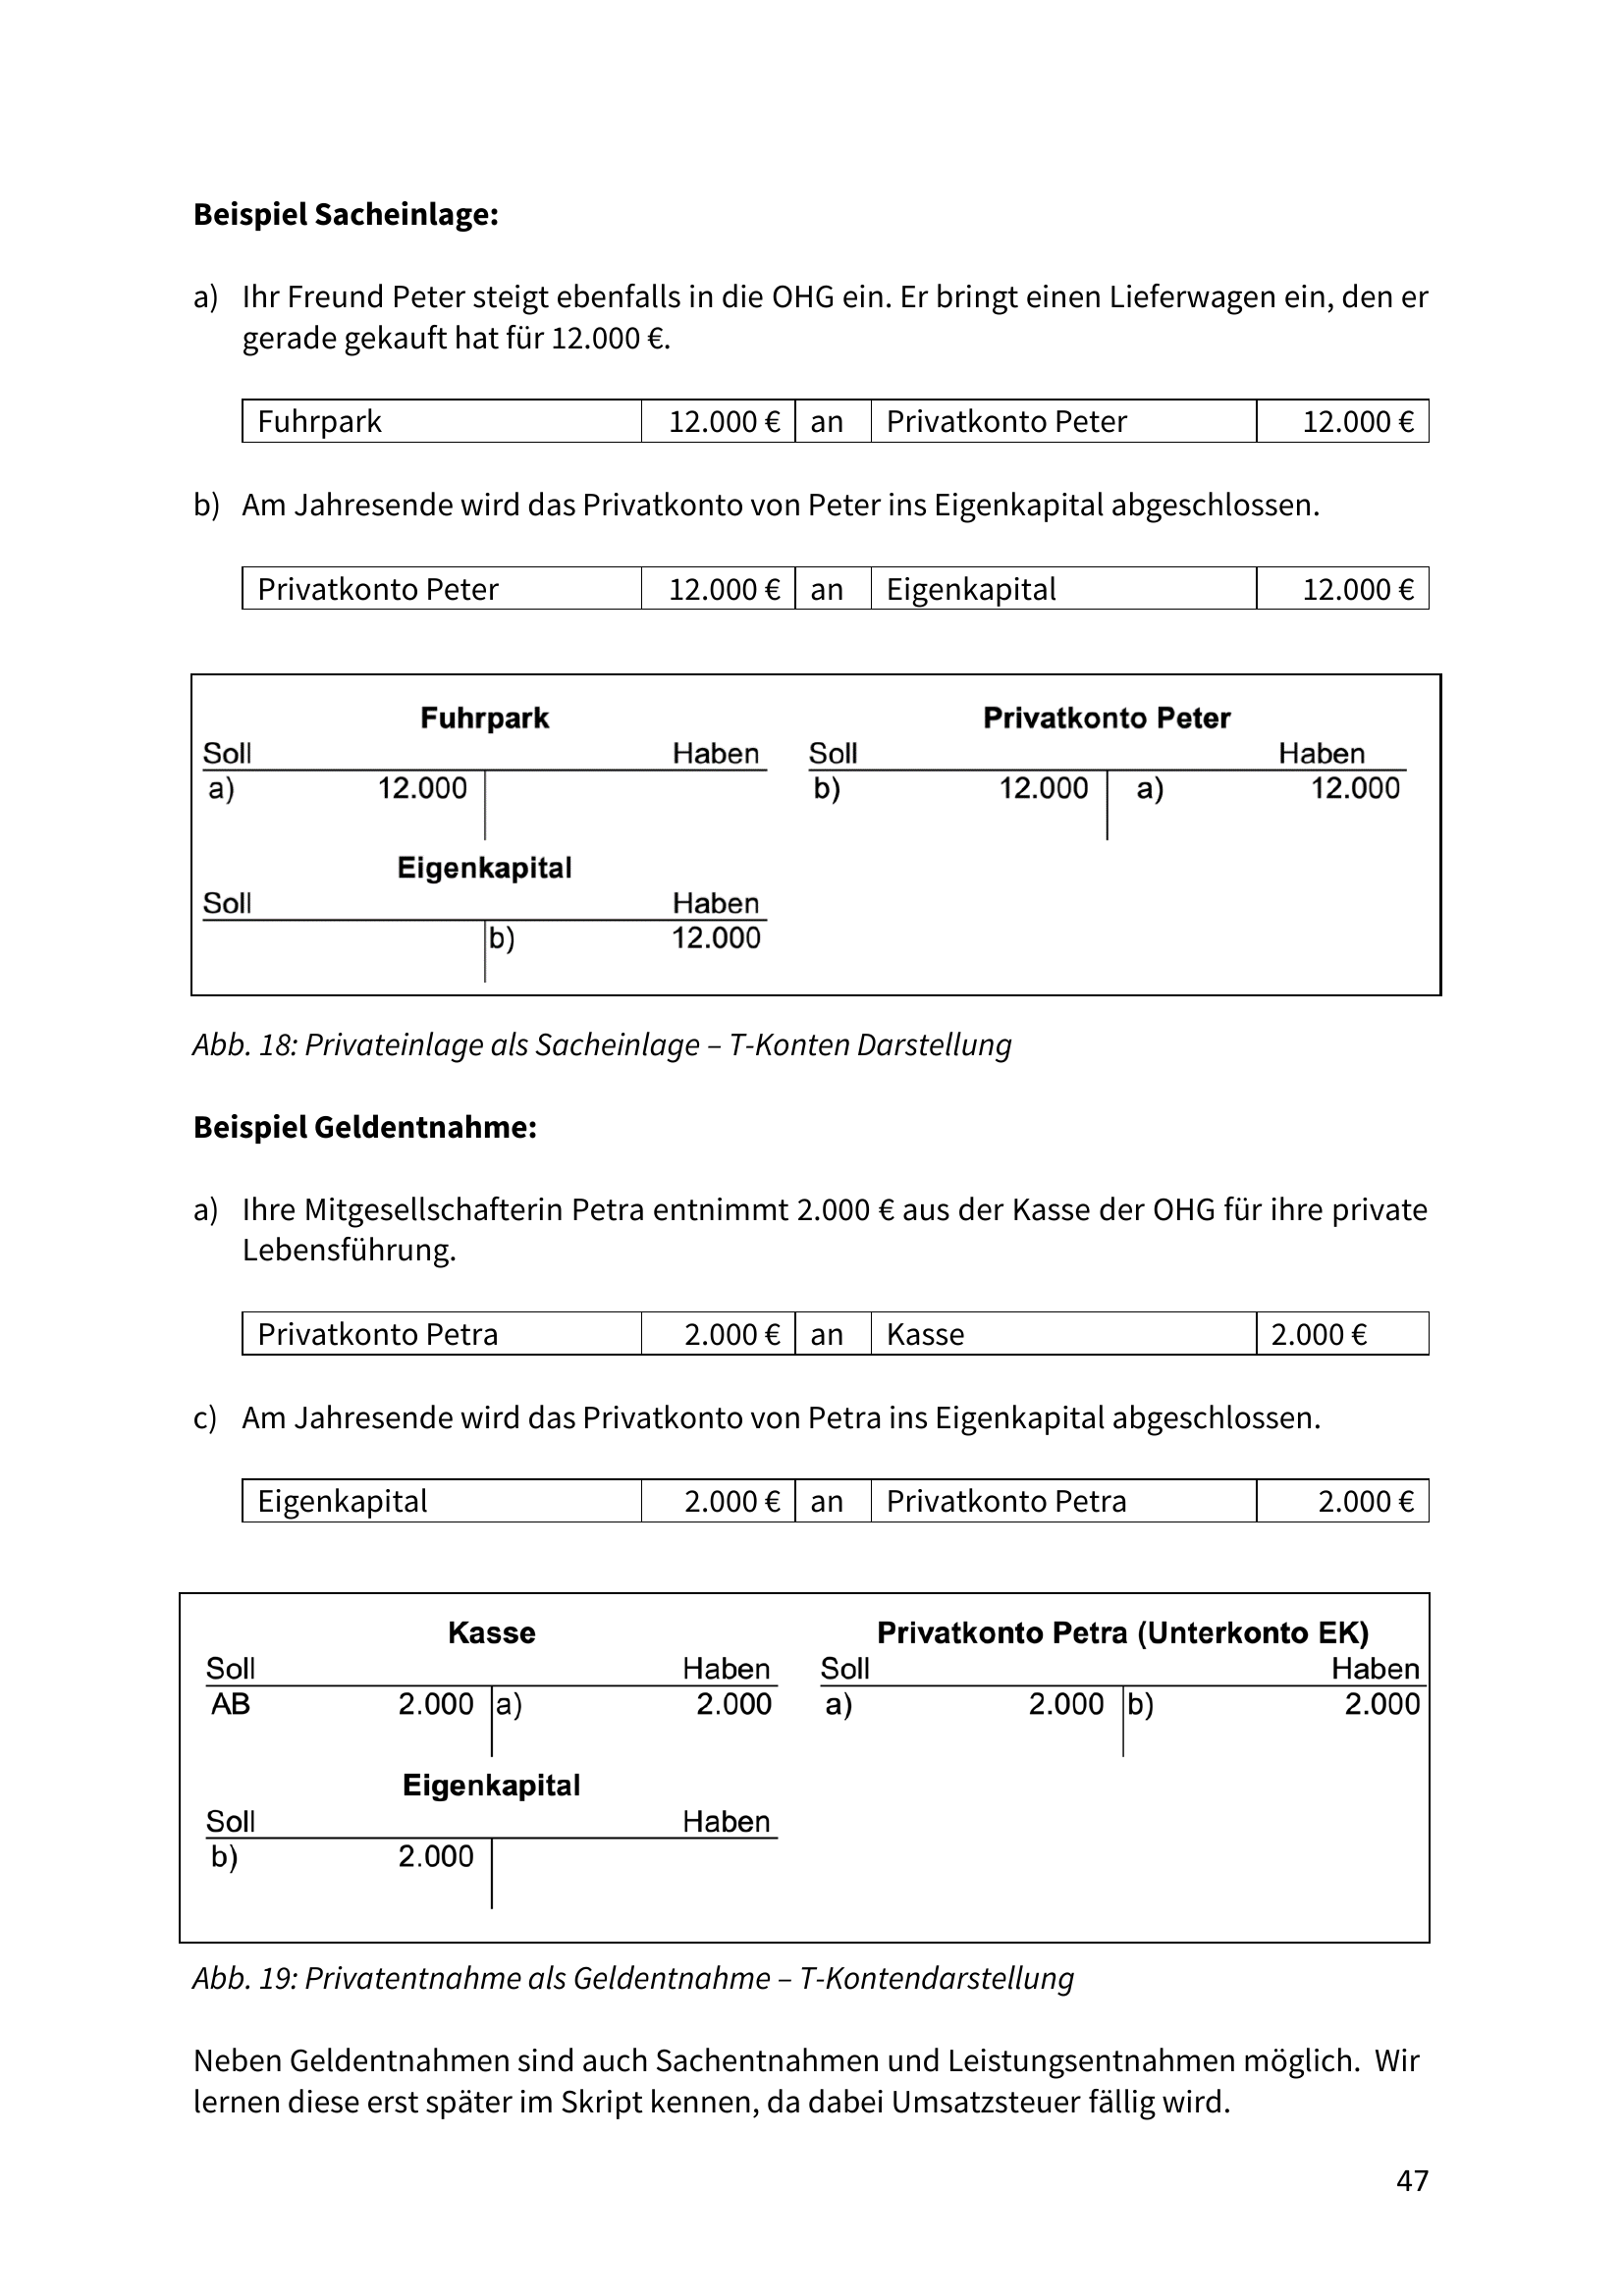 Beispiel Sacheinlage:
a) Ihr Freund Peter steigt ebenfalls in die OHG ein. Er bringt einen Lieferwagen ein, den er
gerade gekauft hat für 12.000 €.
Fuhrpark 12.000 € an Privatkonto Peter 12.000 €
b) Am Jahresende wird das Privatkonto von Peter ins Eigenkapital abgeschlossen.
Privatkonto Peter 12.000 € an Eigenkapital 12.000 €
Fuhrpark Privatkonto Peter
Soll Haben Soll Haben
a) 12.000 b) 12.000 a) 12.000
Eigenkapital
Soll Haben
b) 12.000
Abb. 18: Privateinlage als Sacheinlage – T-Konten Darstellung
Beispiel Geldentnahme:
a) Ihre Mitgesellschafterin Petra entnimmt 2.000 € aus der Kasse der OHG für ihre private
Lebensführung.
Privatkonto Petra 2.000 € an Kasse 2.000 €
c) Am Jahresende wird das Privatkonto von Petra ins Eigenkapital abgeschlossen.
Eigenkapital 2.000 € an Privatkonto Petra 2.000 €
Kasse Privatkonto Petra (Unterkonto EK)
Soll Haben Soll Haben
AB 2.000 a) 2.000 a) 2.000 b) 2.000
Eigenkapital
Soll Haben
b) 2.000
Abb. 19: Privatentnahme als Geldentnahme – T-Kontendarstellung
Neben Geldentnahmen sind auch Sachentnahmen und Leistungsentnahmen möglich. Wir
lernen diese erst später im Skript kennen, da dabei Umsatzsteuer fällig wird.
47